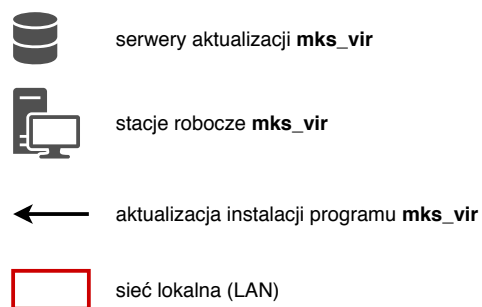 serwery aktualizacji mks_vir
stacje robocze mks_vir
aktualizacja instalacji programu mks_vir
sieć lokalna (LAN)